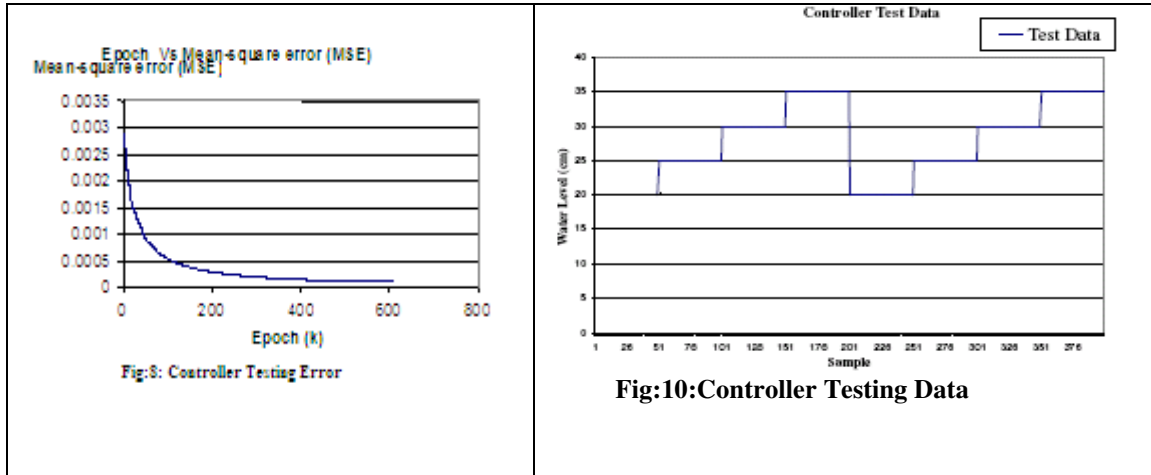 Epoch Vs Mean-square error (MSE)
Mean-square error (MSE)
0.0035
0.003
0.0025
0.002
0.0015
0.001
0.0005
0
0 200 400 600 800
Epoch (k)
Fig:8: Controller Testing Error
Controller Test Data
Test Data
Water Level (cm)
40
35
30
25
20
15
10
5
0
1 26 51 76 101 126 151 176 201 226 251 276 301 326 351 376
Sample
Fig:10:Controller Testing Data